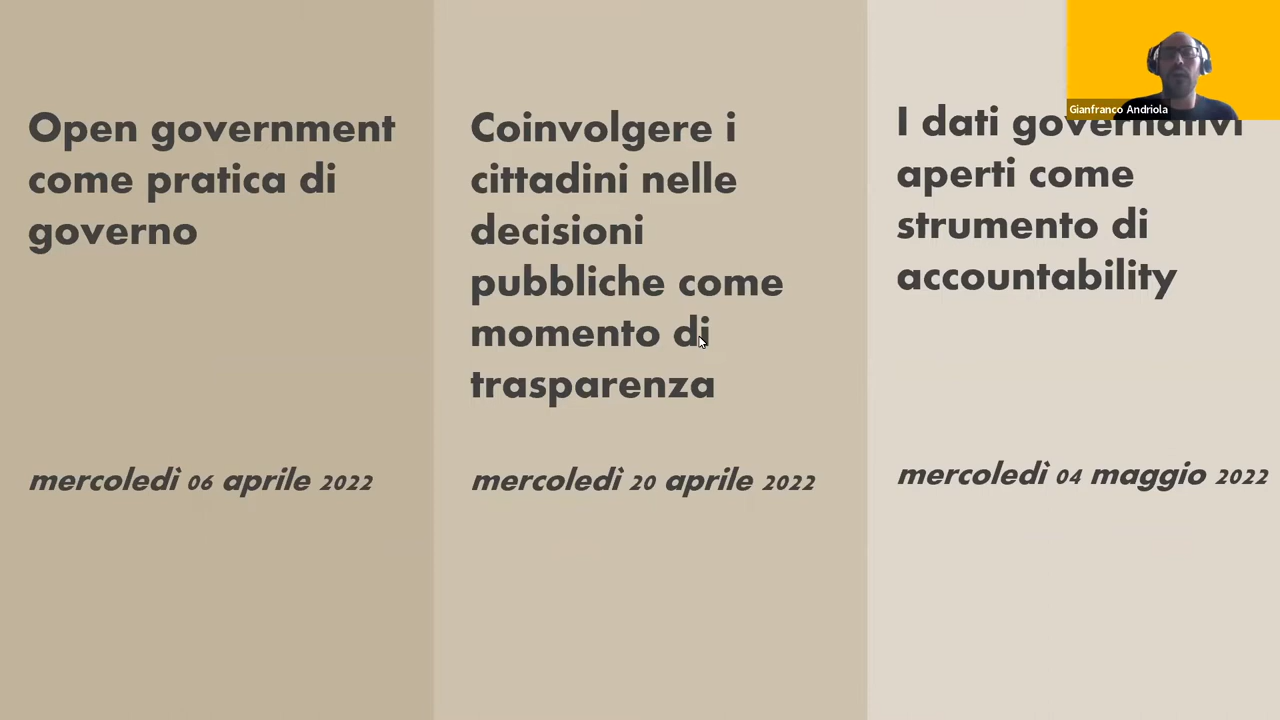 Open government
come pratica di
governo
mercoledì 06 aprile 2022
Coinvolgere i
cittadini nelle
decisioni
pubbliche come
momento di
trasparenza
mercoledì 20 aprile 2022
I dati governativi
aperti come
strumento di
accountability
mercoledì 04 maggio 2022
Gianfranco Andriola